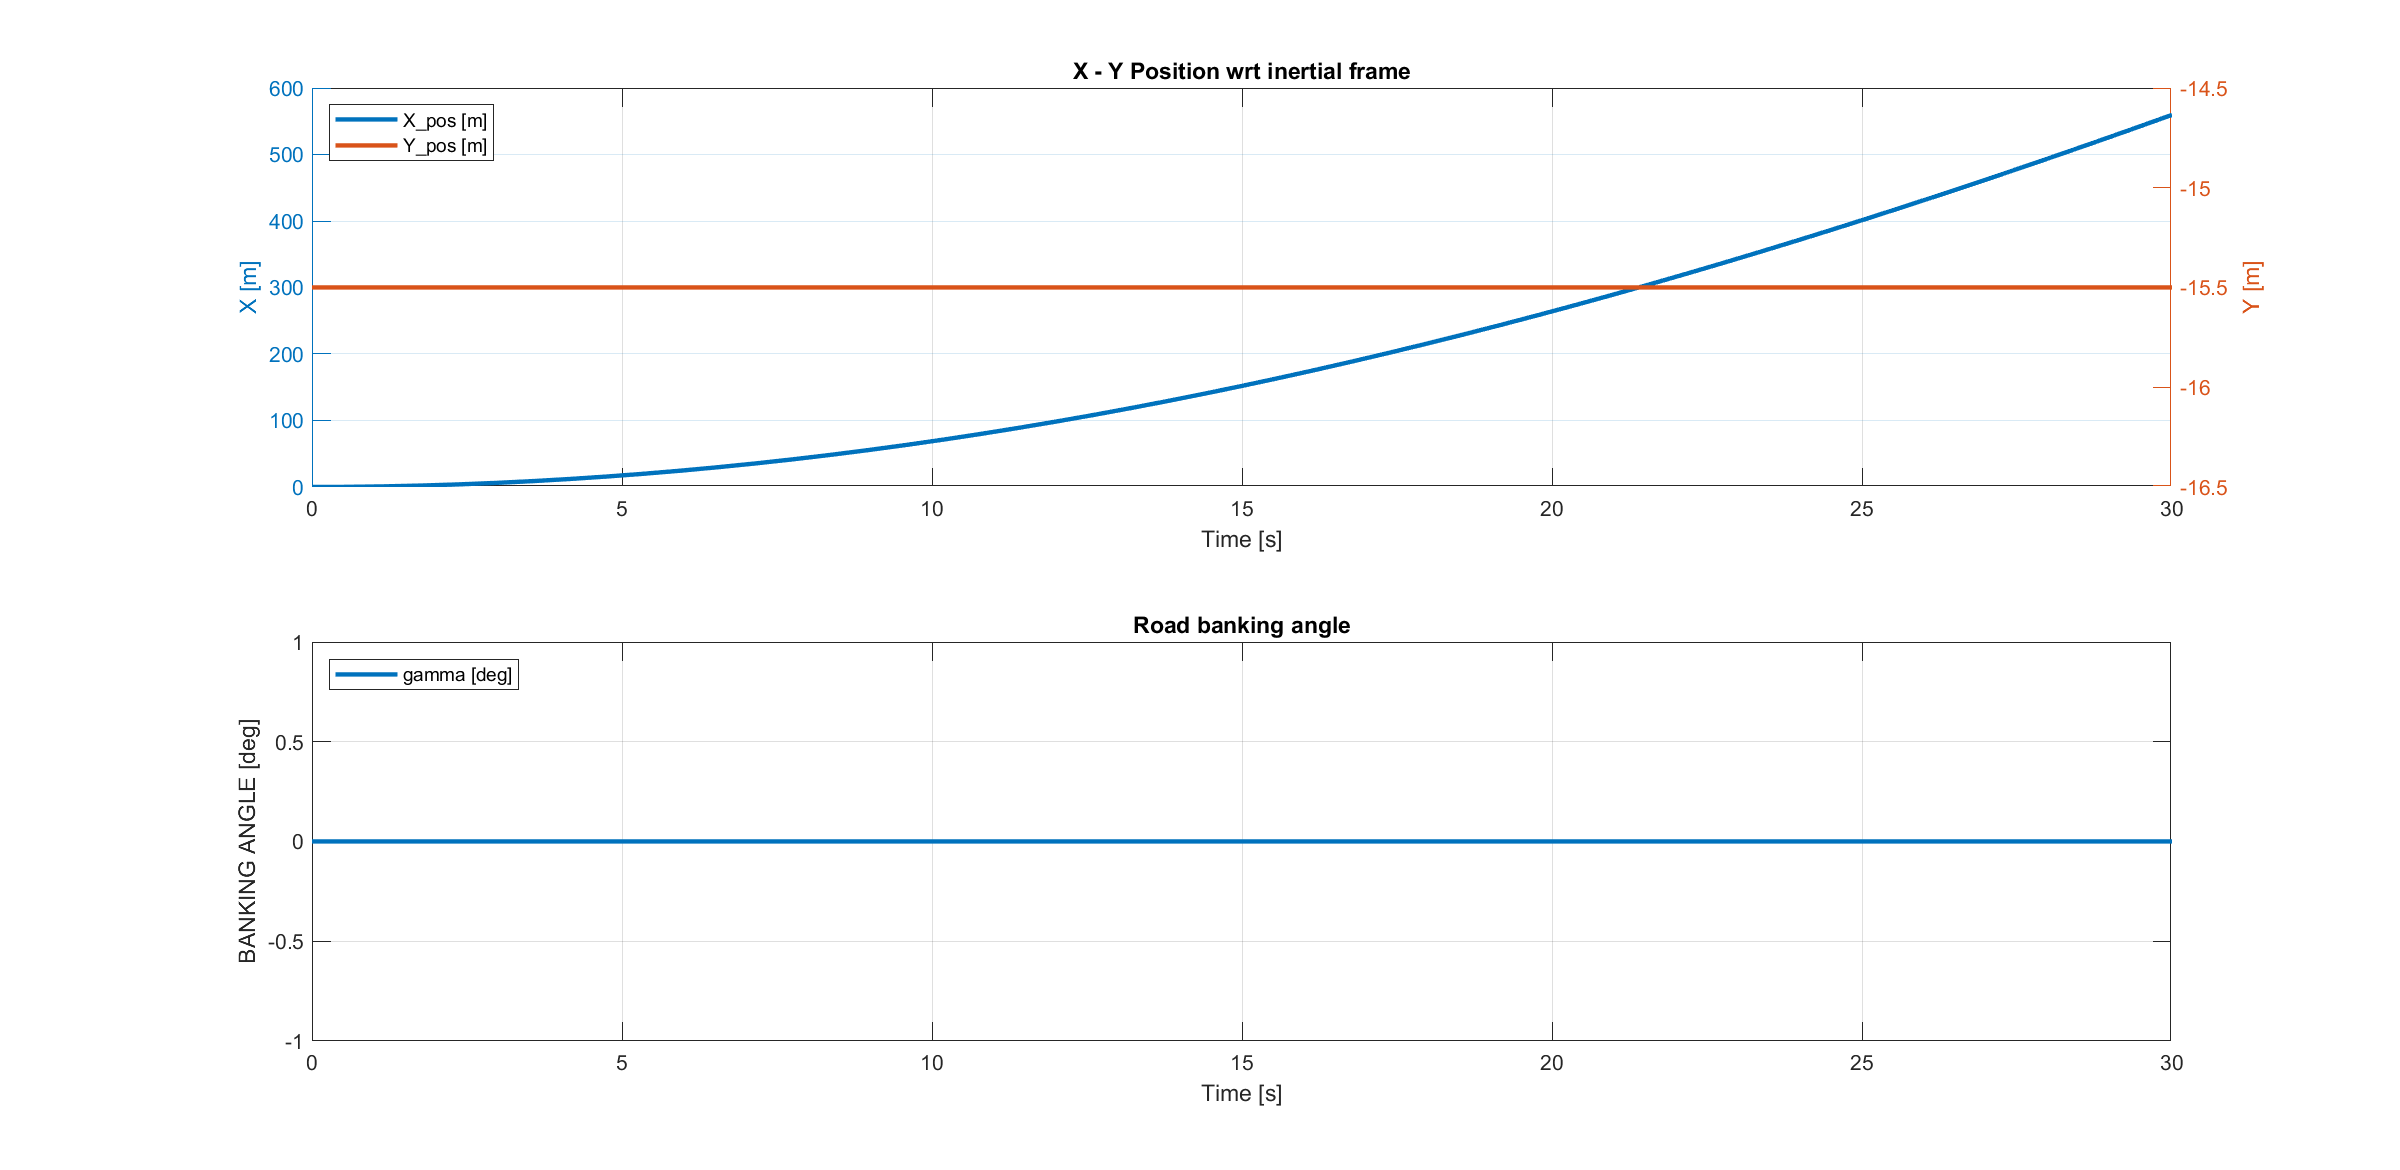 X - Y Position wrt inertial frame
600
500
400
300
200
100
0
X [m]
X_pos [m]
Y_pos [m]
-14.5
-15
-15.5
-16
-16.5
Y [m]
0 5 10 15 20 25 30
Time [s]
Road banking angle
1
0.5
0
-0.5
-1
BANKING ANGLE [deg]
gamma [deg]
0 5 10 15 20 25 30
Time [s]